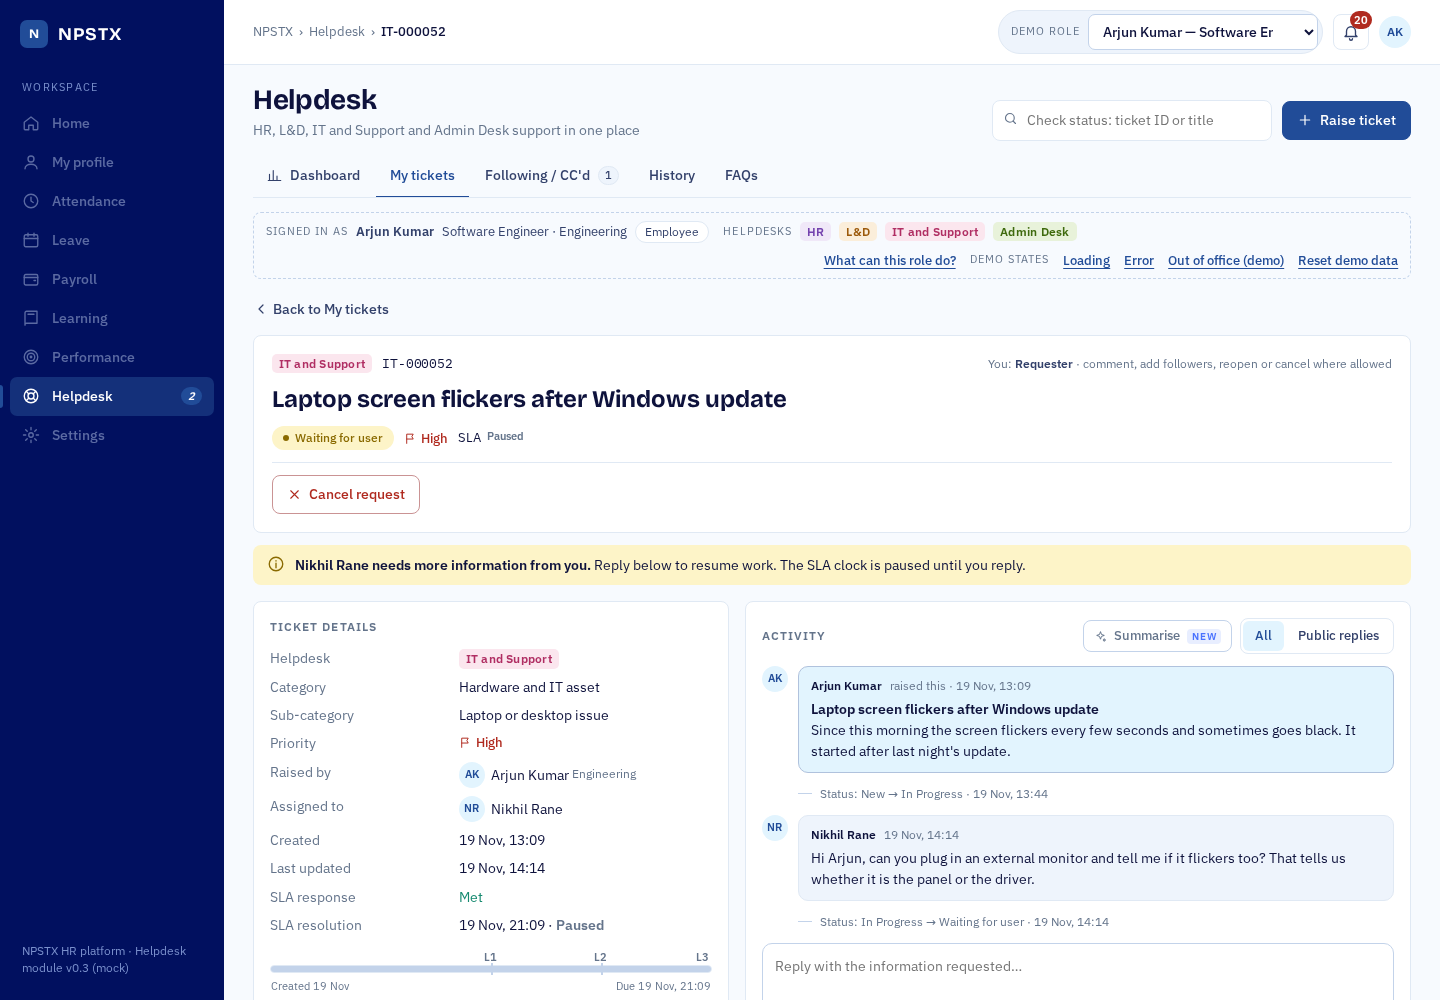 N NPSTX
WORKSPACE
Home
My profile
Attendance
Leave
Payroll
Learning
Performance
Helpdesk 2
Settings
NPSTX HR platform · Helpdesk
module v0.3 (mock)
NPSTX › Helpdesk › IT-000052
DEMO ROLE Arjun Kumar — Software Er
20
AK
Helpdesk
HR, L&D, IT and Support and Admin Desk support in one place
Check status: ticket ID or title
Raise ticket
Dashboard My tickets Following / CC'd 1 History FAQs
SIGNED IN AS Arjun Kumar Software Engineer · Engineering Employee HELPDESKS HR L&D IT and Support Admin Desk
What can this role do? DEMO STATES Loading Error Out of office (demo) Reset demo data
Back to My tickets
IT and Support IT-000052
You: Requester · comment, add followers, reopen or cancel where allowed
Laptop screen flickers after Windows update
Waiting for user High SLA Paused
Cancel request
Nikhil Rane needs more information from you. Reply below to resume work. The SLA clock is paused until you reply.
TICKET DETAILS
Helpdesk IT and Support
Category Hardware and IT asset
Sub-category Laptop or desktop issue
Priority High
Raised by AK Arjun Kumar Engineering
Assigned to NR Nikhil Rane
Created 19 Nov, 13:09
Last updated 19 Nov, 14:14
SLA response Met
SLA resolution 19 Nov, 21:09 · Paused
L1 L2 L3
Created 19 Nov Due 19 Nov, 21:09
ACTIVITY
Summarise NEW
All Public replies
AK
Arjun Kumar raised this · 19 Nov, 13:09
Laptop screen flickers after Windows update
Since this morning the screen flickers every few seconds and sometimes goes black. It
started after last night's update.
Status: New → In Progress · 19 Nov, 13:44
NR
Nikhil Rane 19 Nov, 14:14
Hi Arjun, can you plug in an external monitor and tell me if it flickers too? That tells us
whether it is the panel or the driver.
Status: In Progress → Waiting for user · 19 Nov, 14:14
Reply with the information requested...